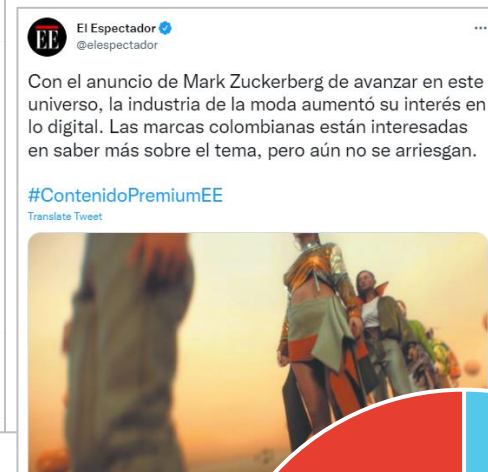 EE
El Espectador
@elespectador
...
Con el anuncio de Mark Zuckerberg de avanzar en este
universo, la industria de la moda aumentó su interés en
lo digital. Las marcas colombianas están interesadas
en saber más sobre el tema, pero aún no se arriesgan.
#ContenidoPremiumEE
Translate Tweet